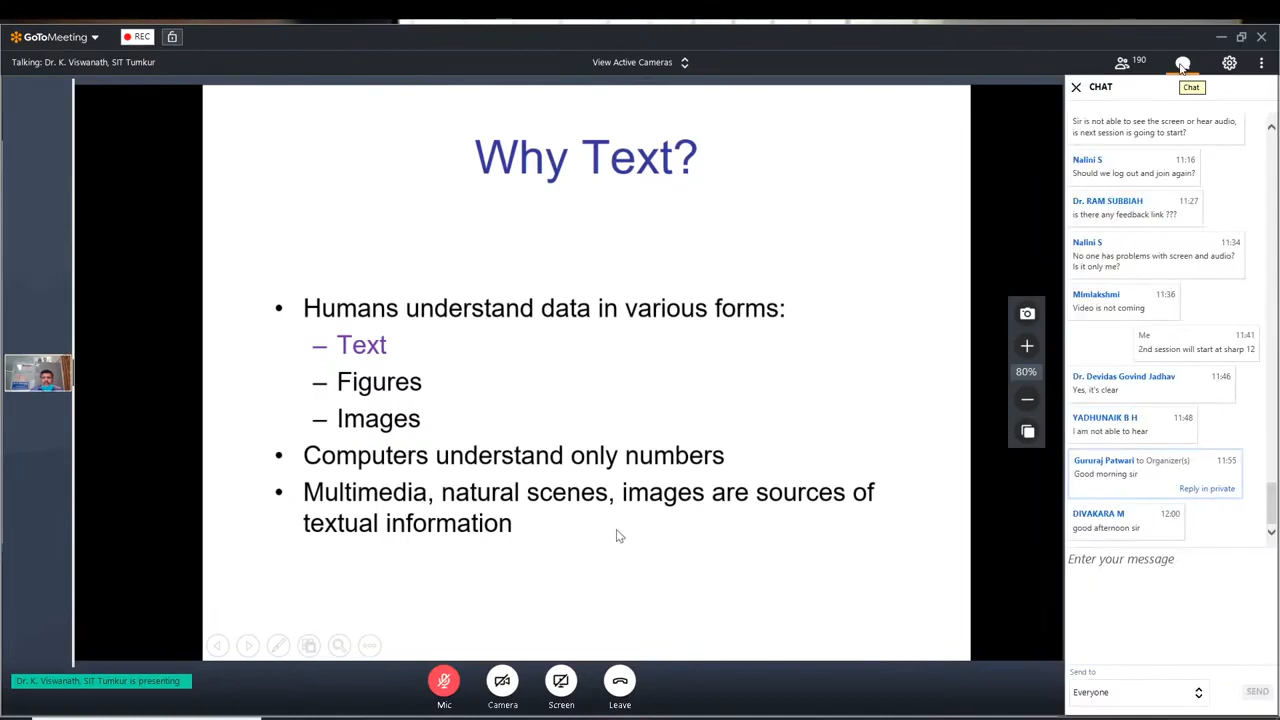 GoToMeeting
REC
Talking: Dr. K. Viswanath, SIT Tumkur
View Active Cameras
190
CHAT
Chat
Why Text?
• Humans understand data in various forms:
– Text
– Figures
– Images
• Computers understand only numbers
• Multimedia, natural scenes, images are sources of
textual information
80%
Sir is not able to see the screen or hear audio,
is next session is going to start?
Nalini S 11:16
Should we log out and join again?
Dr. RAM SUBBIAH 11:27
is there any feedback link ???
Nalini S 11:34
No one has problems with screen and audio?
Is it only me?
Mimlakshmi 11:36
Video is not coming
Me 11:41
2nd session will start at sharp 12
Dr. Devidas Govind Jadhav 11:46
Yes, it's clear
YADHUNAIK B H 11:48
I am not able to hear
Gururaj Patwari to Organizer(s) 11:55
Good morning sir
Reply in private
DIVAKARA M 12:00
good afternoon sir
Enter your message
Send to
Everyone
SEND
Dr. K. Viswanath, SIT Tumkur is presenting
Mic
Camera
Screen
Leave